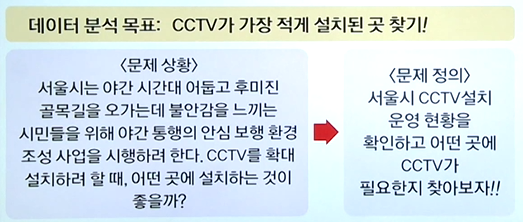 데이터 분석 목표: CCTV가 가장 적게 설치된 곳 찾기!
〈문제 상황〉
서울시는 야간 시간대 어둡고 후미진
골목길을 오가는데 불안감을 느끼는
시민들을 위해 야간 통행의 안심 보행 환경
조성 사업을 시행하려 한다. CCTV를 확대
설치하려 할 때, 어떤 곳에 설치하는 것이
좋을까?
〈문제 정의〉
서울시 CCTV설치
운영 현황을
확인하고 어떤 곳에
CCTV가
필요한지 찾아보자!!